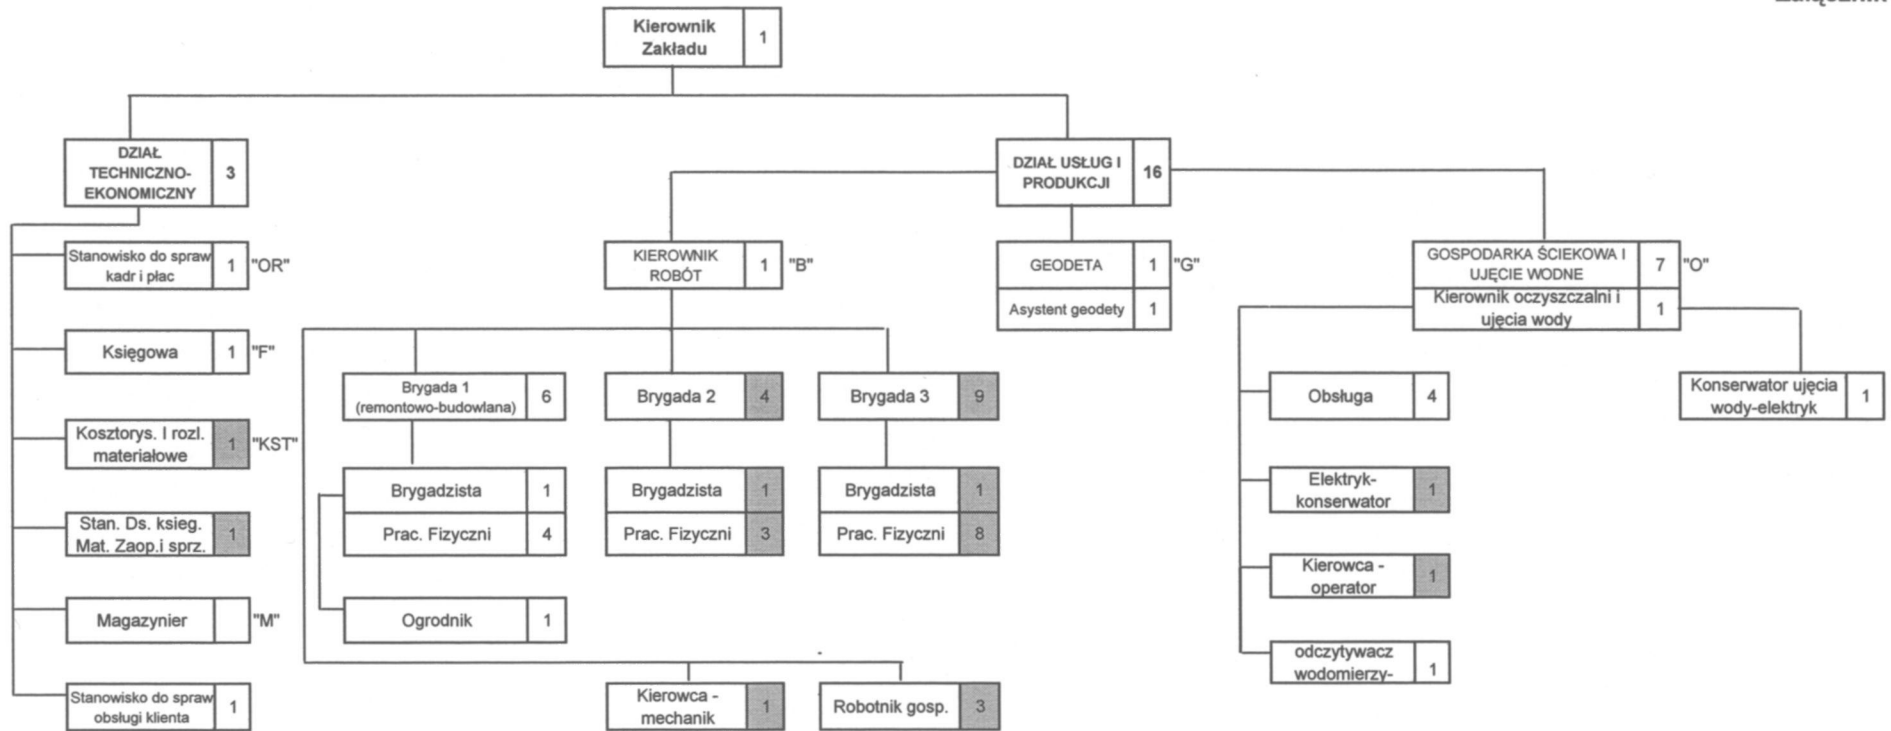 Załącznik
Kierownik
Zakładu
1
DZIAŁ
TECHNICZNO-
EKONOMICZNY
3
DZIAŁ USŁUG I
PRODUKCJI
16
Stanowisko do spraw
kadr i płac
1 "OR"
Księgowa 1 "F"
Kosztorys. I rozl.
materiałowe
1 "KST"
Stan. Ds. ksieg.
Mat. Zaop.i sprz.
1
Magazynier "M"
Stanowisko do spraw
obsługi klienta
1
KIEROWNIK
ROBÓT
1 "B"
Brygada 1
(remontowo-budowlana)
6
Brygadzista 1
Prac. Fizyczni 4
Ogrodnik 1
Brygada 2 4
Brygadzista 1
Prac. Fizyczni 3
Brygada 3 9
Brygadzista 1
Prac. Fizyczni 8
Kierowca -
mechanik
1
Robotnik gosp. 3
GEODETA 1 "G"
Asystent geodety 1
GOSPODARKA ŚCIEKOWA I
UJĘCIE WODNE
7 "O"
Kierownik oczyszczalni i
ujęcia wody
1
Obsługa 4
Elektryk-
konserwator
1
Kierowca -
operator
1
odczytywacz
wodomierzy-
1
Konserwator ujęcia
wody-elektryk
1